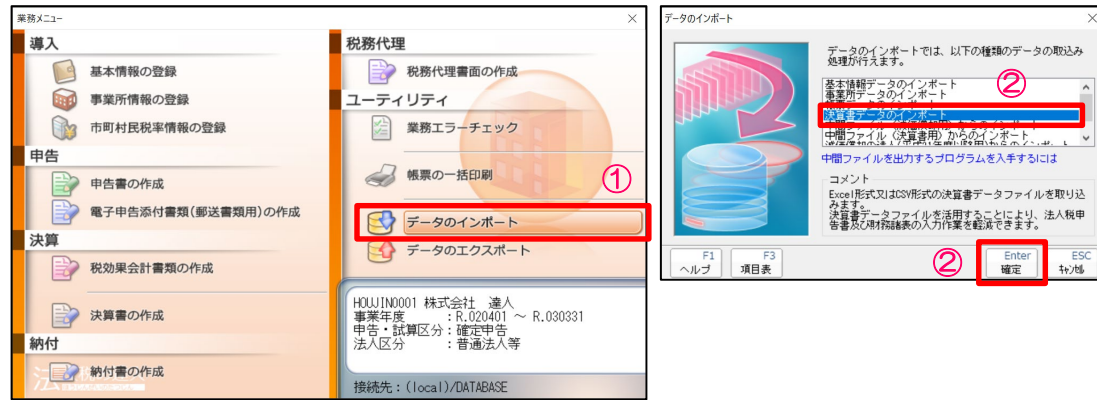 業務メニュー
導入
基本情報の登録
事業所情報の登録
市町村民税率情報の登録
申告
申告書の作成
電子申告添付書類(郵送書類用)の作成
決算
税効果会計書類の作成
決算書の作成
納付
納付書の作成
税務代理
税務代理書面の作成
ユーティリティ
業務エラーチェック
帳票の一括印刷
①
データのインポート
データのエクスポート
HOUJIN0001 株式会社 達人
事業年度 :R.020401 ～ R.030331
申告・試算区分:確定申告
法人区分 :普通法人等
接続先:(local)/DATABASE
データのインポート
データのインポートでは、以下の種類のデータの取込み
処理が行えます。
基本情報データのインポート
事業所データのインポート
②
決算書データのインポート
中間ファイル（決算書用）からのインポート
中間ファイルを出力するプログラムを入手するには
コメント
Excel形式又はCSV形式の決算書データファイルを取り込
みます。
決算書データファイルを活用することにより、法人税申
告書及び財務諸表の入力作業を軽減できます。
F1
ヘルプ
F3
項目表
②
Enter
確定
ESC
ｷｬﾝｾﾙ